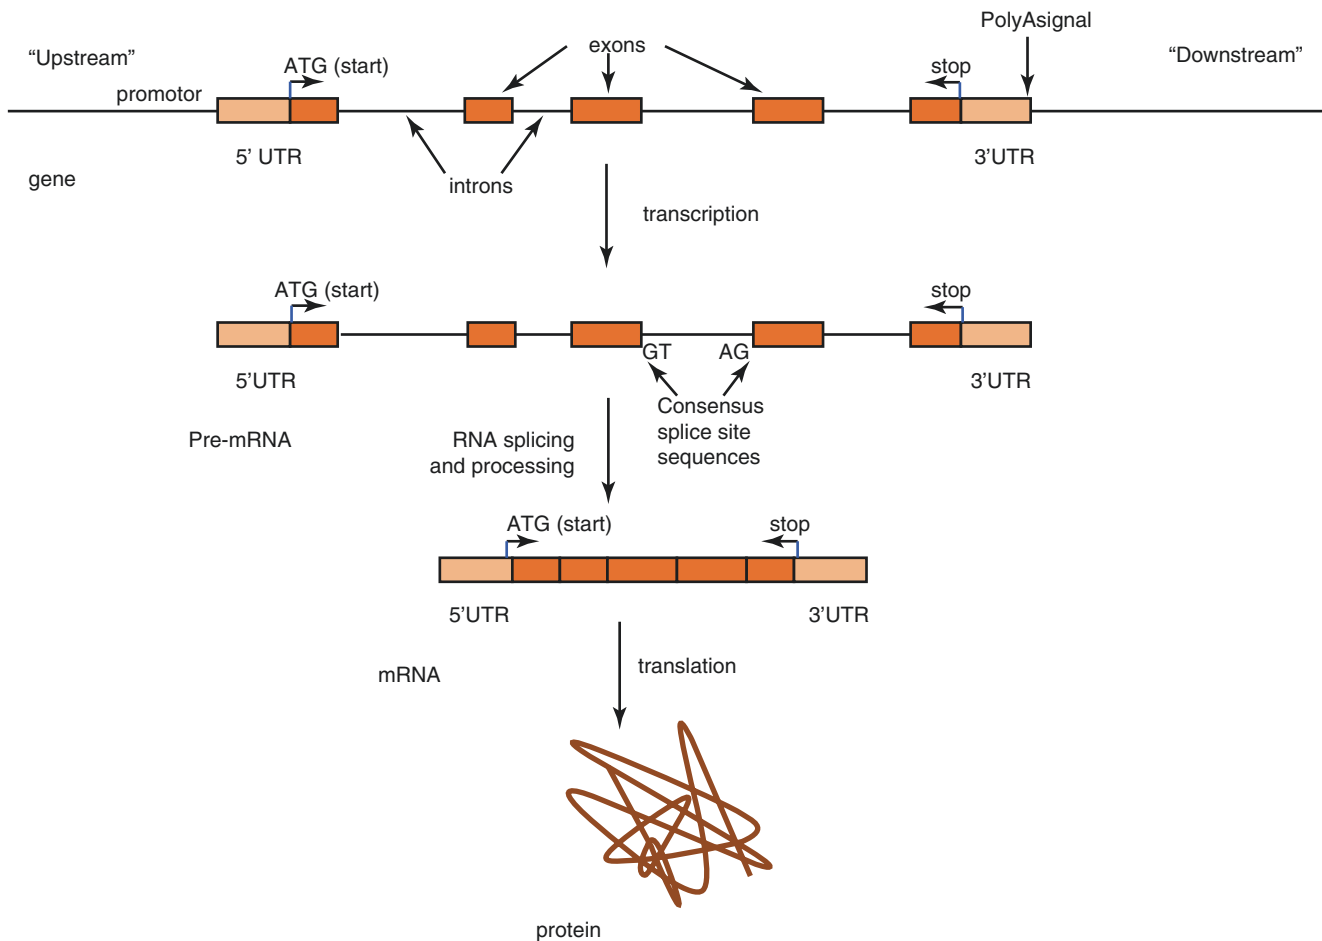 PolyAsignal
“Upstream”
exons
“Downstream”
ATG (start)
stop
promotor
5’ UTR
3’UTR
gene
introns
transcription
ATG (start)
stop
GT
AG
5’UTR
3’UTR
Consensus
splice site
sequences
Pre-mRNA
RNA splicing
and processing
ATG (start)
stop
5’UTR
3’UTR
mRNA
translation
protein